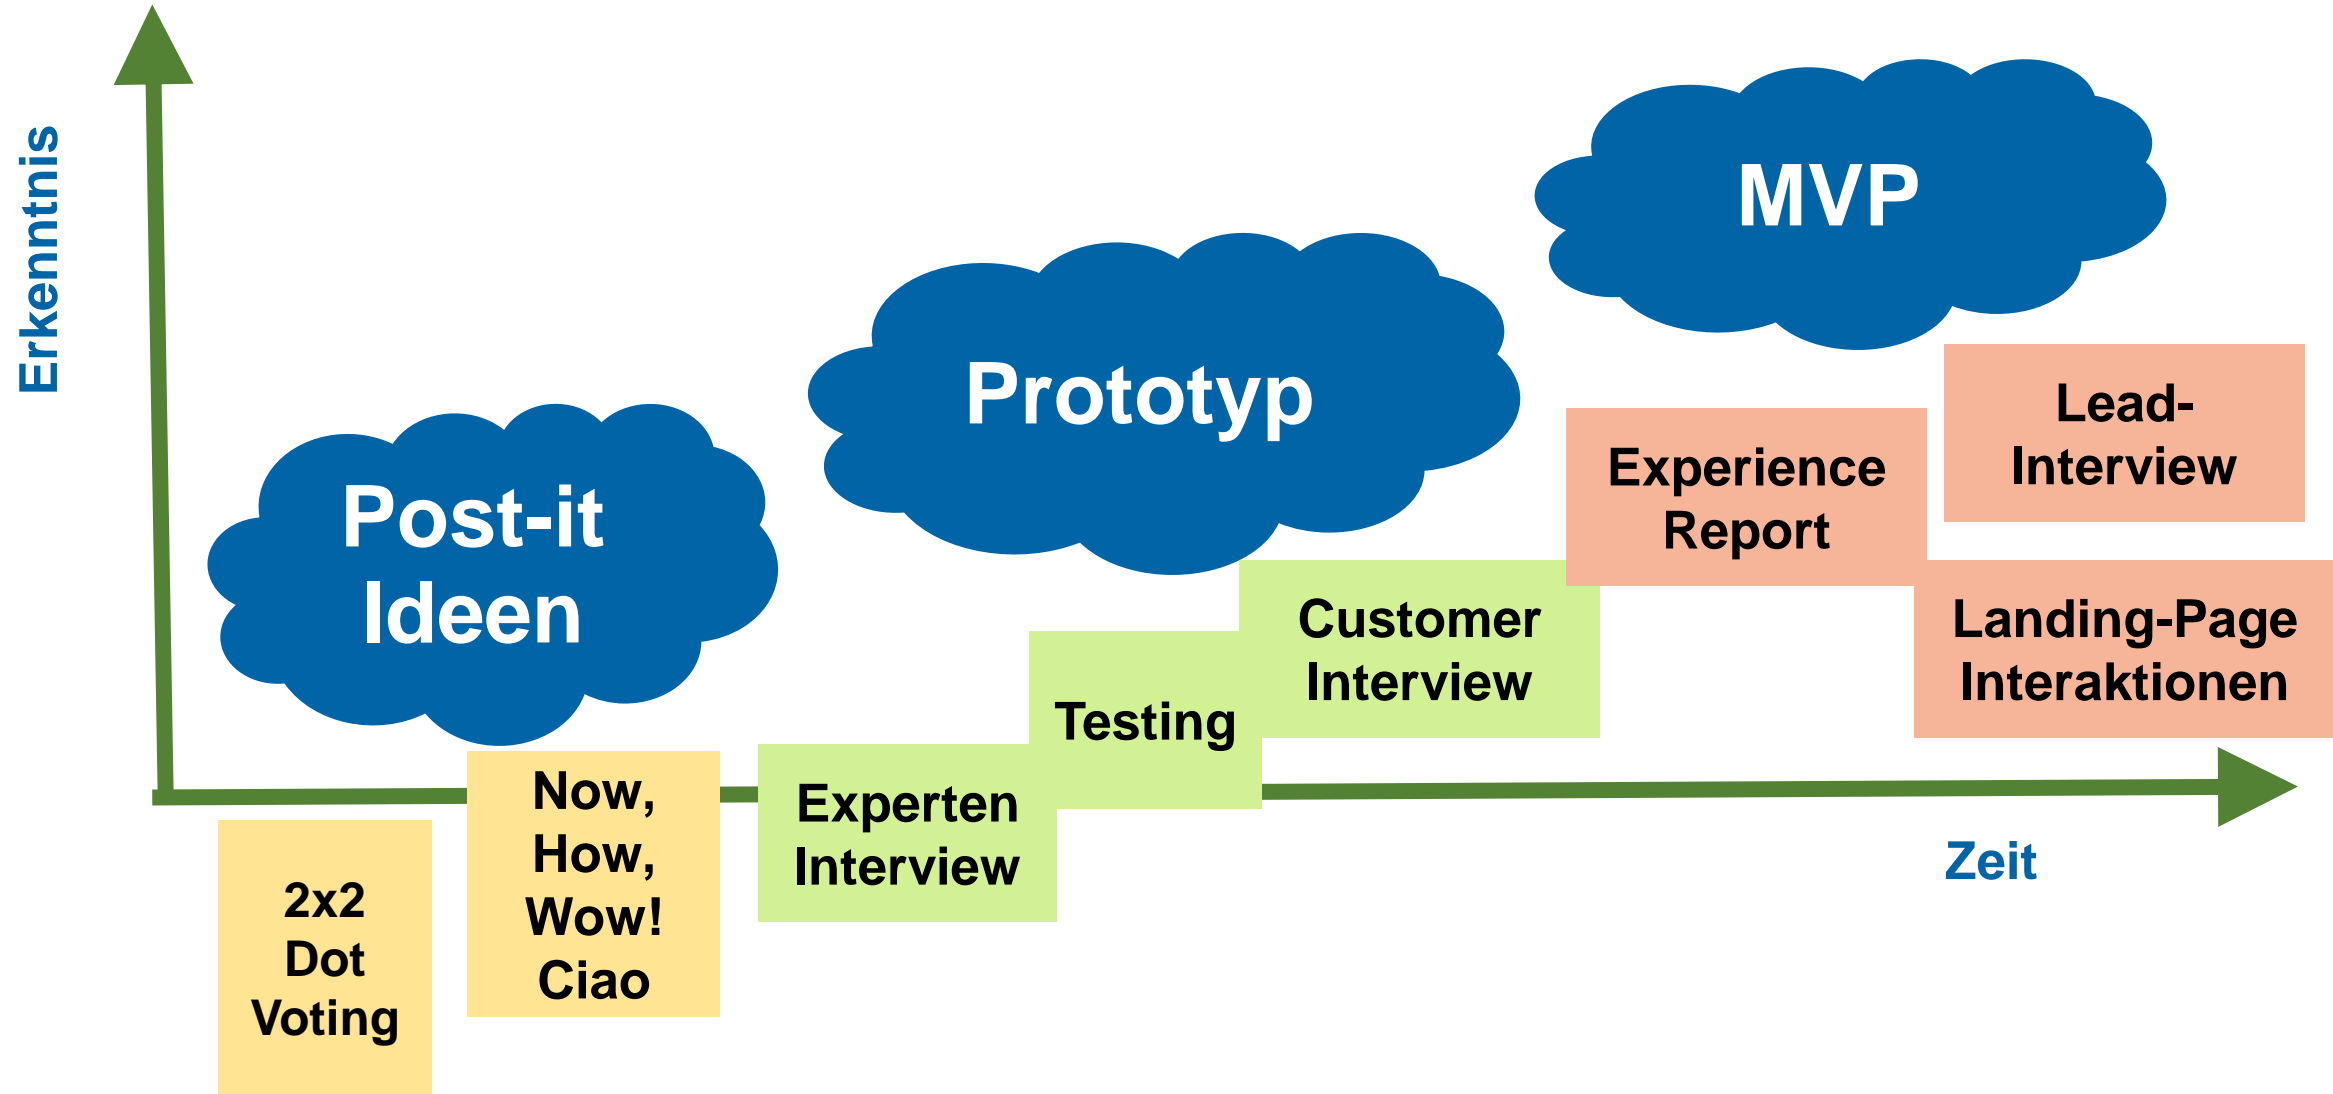 Erkenntnis
MVP
Prototyp
Post-it
Ideen
Lead-
Interview
Experience
Report
Customer
Interview
Landing-Page
Interaktionen
Testing
Now,
How,
Wow!
Ciao
Experten
Interview
2x2
Dot
Voting
Zeit